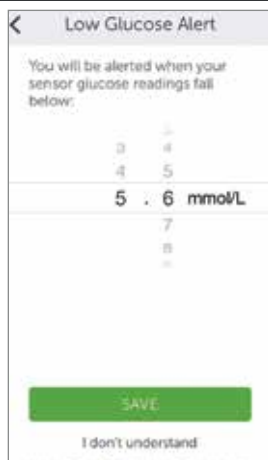 Low Glucose Alert
You will be alerted when your
sensor glucose readings fall
below:
3 4
4 5
5 . 6 mmol/L
7
8
SAVE
I don't understand